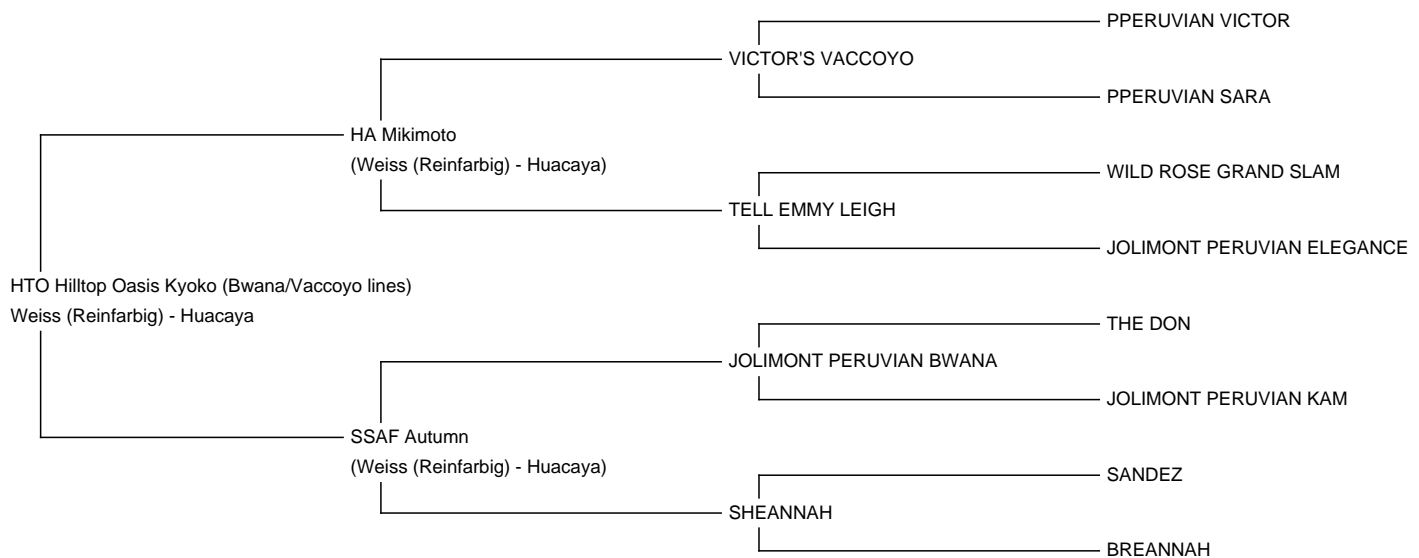 PPERUVIAN VICTOR
VICTOR'S VACCOYO
PPERUVIAN SARA
HA Mikimoto
(Weiss (Reinfarbig) - Huacaya)
WILD ROSE GRAND SLAM
TELL EMMY LEIGH
JOLIMONT PERUVIAN ELEGANCE
HTO Hilltop Oasis Kyoko (Bwana/Vaccoyo lines)
Weiss (Reinfarbig) - Huacaya
THE DON
JOLIMONT PERUVIAN BWANA
JOLIMONT PERUVIAN KAM
SSAF Autumn
(Weiss (Reinfarbig) - Huacaya)
SANDEZ
SHEANNAH
BREANNAH